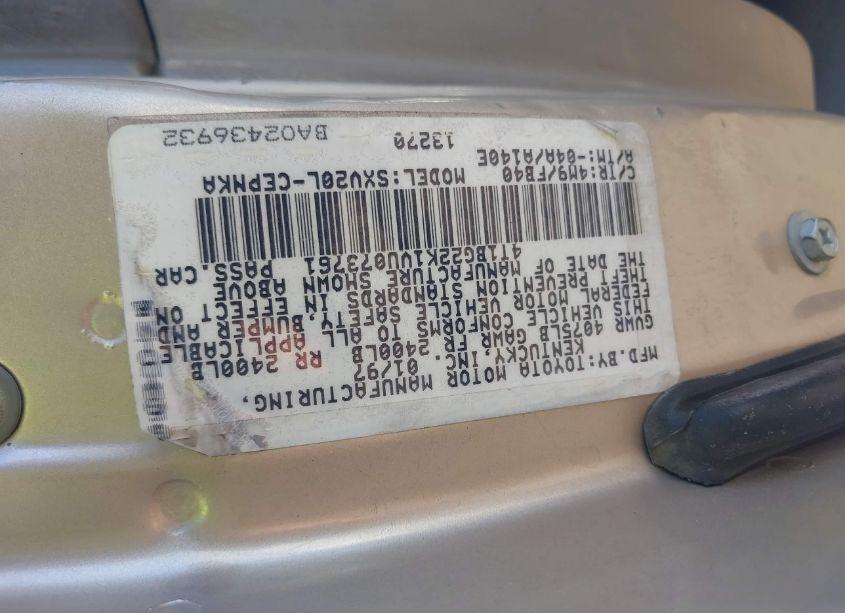 MFD.BY:TOYOTA MOTOR MANUFACTURING,
KENTUCKY,INC. 01/97
GVWR 4075LB GAWR FR 2400LB RR 2400LB
THIS VEHICLE CONFORMS TO ALL APPLICABLE
FEDERAL MOTOR VEHICLE SAFETY, BUMPER AND
THEFT PREVENTION STANDARDS IN EFFECT ON
THE DATE OF MANUFACTURE SHOWN ABOVE.
4T1BG22K1VU073761 PASS.CAR
C/TR:4M9/FB40 MODEL:SXV20L-CEPNKA
A/TM:-04A/A140E
13270 BA02436932